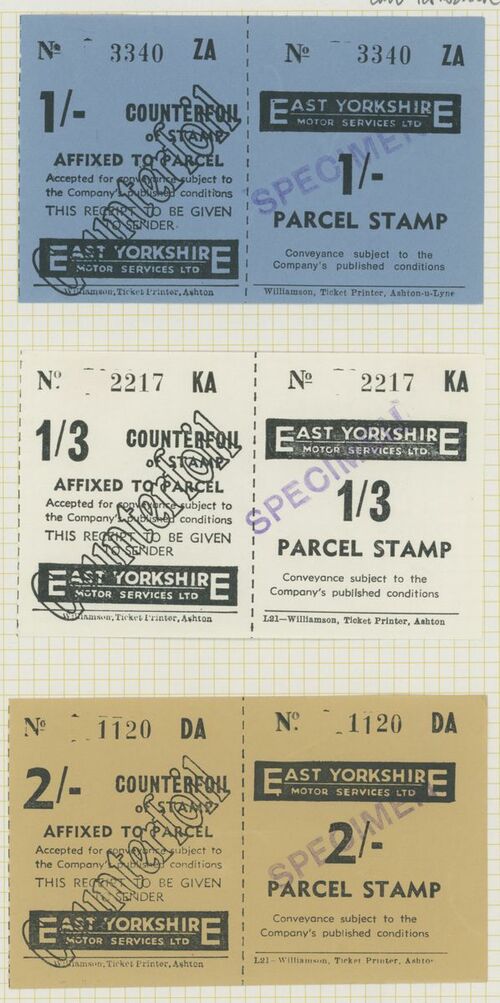 No 3340 ZA
1/- COUNTERFOIL
of STAMP
AFFIXED TO PARCEL
Accepted for conveyance subject to
the Company's published conditions
THIS RECEIPT TO BE GIVEN
TO SENDER
EAST YORKSHIRE
MOTOR SERVICES LTD
Williamson, Ticket Printer, Ashton
Counterfoil
No 3340 ZA
EAST YORKSHIRE
MOTOR SERVICES LTD
SPECIMEN
1/-
PARCEL STAMP
Conveyance subject to the
Company's published conditions
Williamson, Ticket Printer, Ashton-u-Lyne
No. 2217 KA
1/3 COUNTERFOIL
of STAMP
AFFIXED TO PARCEL
Accepted for conveyance subject to
the Company's published conditions
THIS RECEIPT TO BE GIVEN
TO SENDER
EAST YORKSHIRE
MOTOR SERVICES LTD
Williamson, Ticket Printer, Ashton
Counterfoil
No 2217 KA
EAST YORKSHIRE
MOTOR SERVICES LTD.
SPECIMEN
1/3
PARCEL STAMP
Conveyance subject to the
Company's published conditions
L21—Williamson, Ticket Printer, Ashton
No 1120 DA
2/- COUNTERFOIL
of STAMP
AFFIXED TO PARCEL
Accepted for conveyance subject to
the Company's published conditions
THIS RECEIPT TO BE GIVEN
TO SENDER
EAST YORKSHIRE
MOTOR SERVICES LTD
Williamson, Ticket Printer, Ashton
Counterfoil
No. 1120 DA
EAST YORKSHIRE
MOTOR SERVICES LTD.
SPECIMEN
2/-
PARCEL STAMP
Conveyance subject to the
Company's published conditions
L21—Williamson, Ticket Printer, Ashton